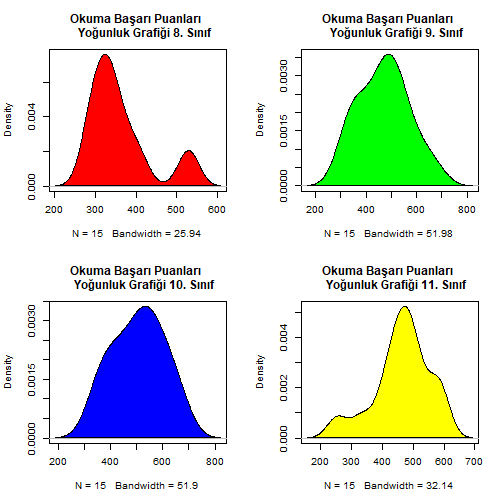 Okuma Başarı Puanları
Yoğunluk Grafiği 8. Sınıf
Density
0.000 0.004
200 300 400 500 600
N = 15 Bandwidth = 25.94
Okuma Başarı Puanları
Yoğunluk Grafiği 9. Sınıf
Density
0.0000 0.0015 0.0030
200 400 600 800
N = 15 Bandwidth = 51.98
Okuma Başarı Puanları
Yoğunluk Grafiği 10. Sınıf
Density
0.0000 0.0015 0.0030
200 400 600 800
N = 15 Bandwidth = 51.9
Okuma Başarı Puanları
Yoğunluk Grafiği 11. Sınıf
Density
0.000 0.002 0.004
200 300 400 500 600 700
N = 15 Bandwidth = 32.14